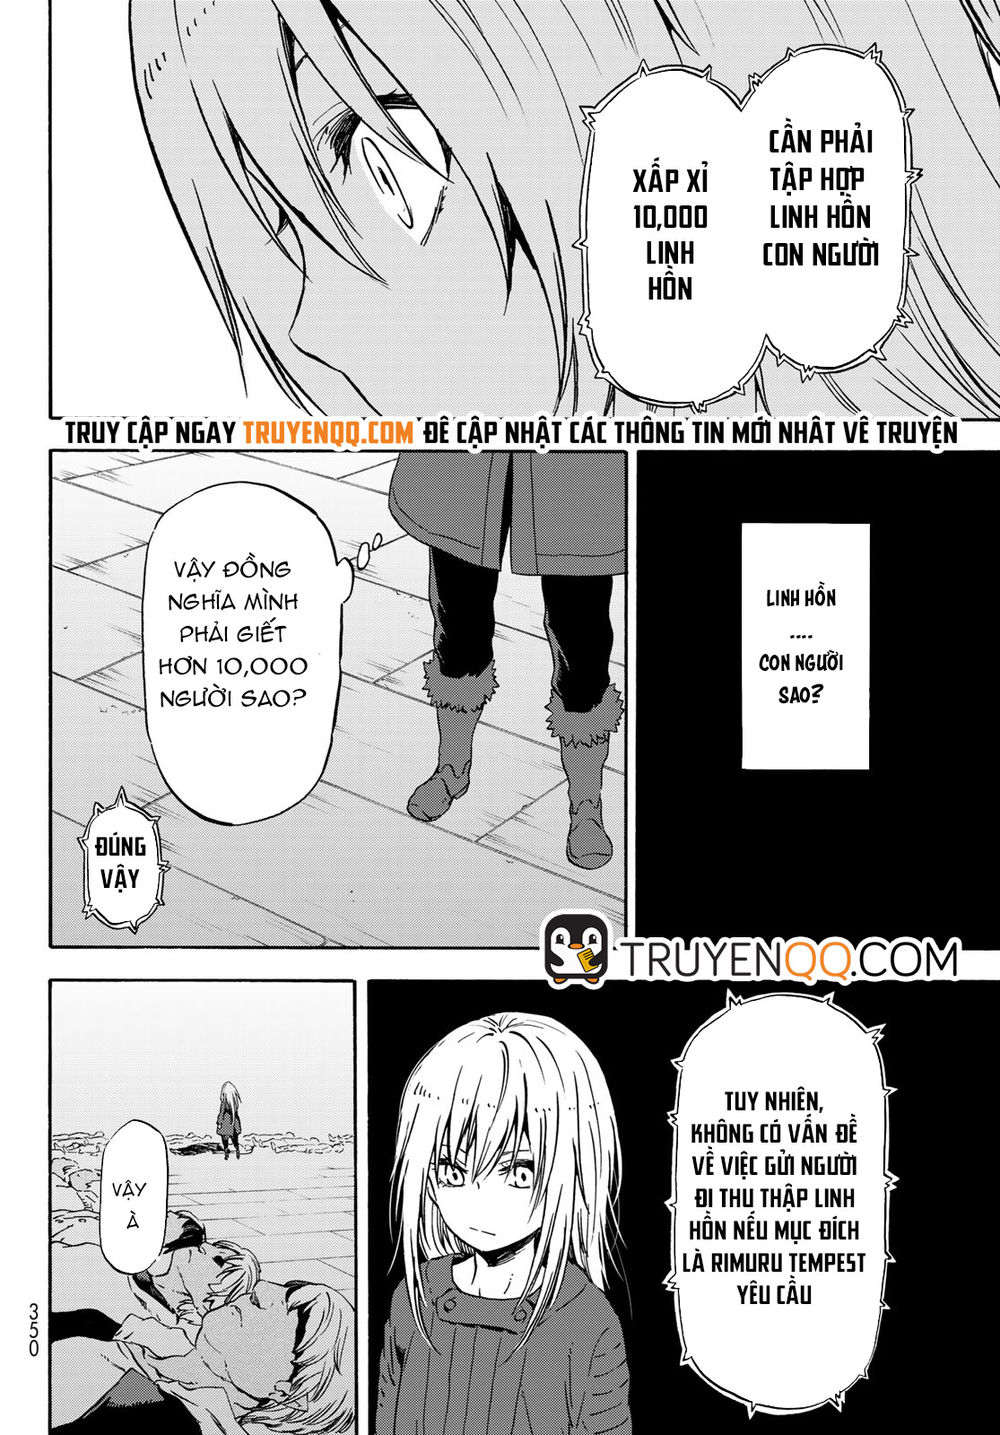 CẦN PHẢI
TẬP HỢP
LINH HỒN
CON NGƯỜI
XẤP XỈ
10,000
LINH
HỒN
TRUY CẬP NGAY TRUYENQQ.COM ĐÊ CẬP NHẬT CÁC THÔNG TIN MỚI NHẤT VÊ TRUYỆN
LINH HỒN
....
CON NGƯỜI
SAO?
VẬY ĐỒNG
NGHĨA MÌNH
PHẢI GIẾT
HƠN 10,000
NGƯỜI SAO?
ĐÚNG
VẬY
TRUYENQQ.COM
TUY NHIÊN,
KHÔNG CÓ VẤN ĐỀ
VỀ VIỆC GỬI NGƯỜI
ĐI THU THẬP LINH
HỒN NẾU MỤC ĐÍCH
LÀ RIMURU TEMPEST
YÊU CẦU
VẬY
À
350